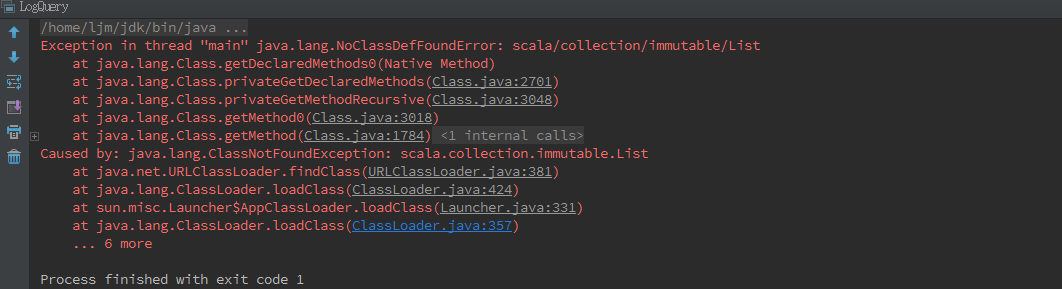 LogQuery
/home/ljm/jdk/bin/java ...
Exception in thread "main" java.lang.NoClassDefFoundError: scala/collection/immutable/List
at java.lang.Class.getDeclaredMethods0(Native Method)
at java.lang.Class.privateGetDeclaredMethods(Class.java:2701)
at java.lang.Class.privateGetMethodRecursive(Class.java:3048)
at java.lang.Class.getMethod0(Class.java:3018)
at java.lang.Class.getMethod(Class.java:1784) <1 internal calls>
Caused by: java.lang.ClassNotFoundException: scala.collection.immutable.List
at java.net.URLClassLoader.findClass(URLClassLoader.java:381)
at java.lang.ClassLoader.loadClass(ClassLoader.java:424)
at sun.misc.Launcher$AppClassLoader.loadClass(Launcher.java:331)
at java.lang.ClassLoader.loadClass(ClassLoader.java:357)
... 6 more
Process finished with exit code 1